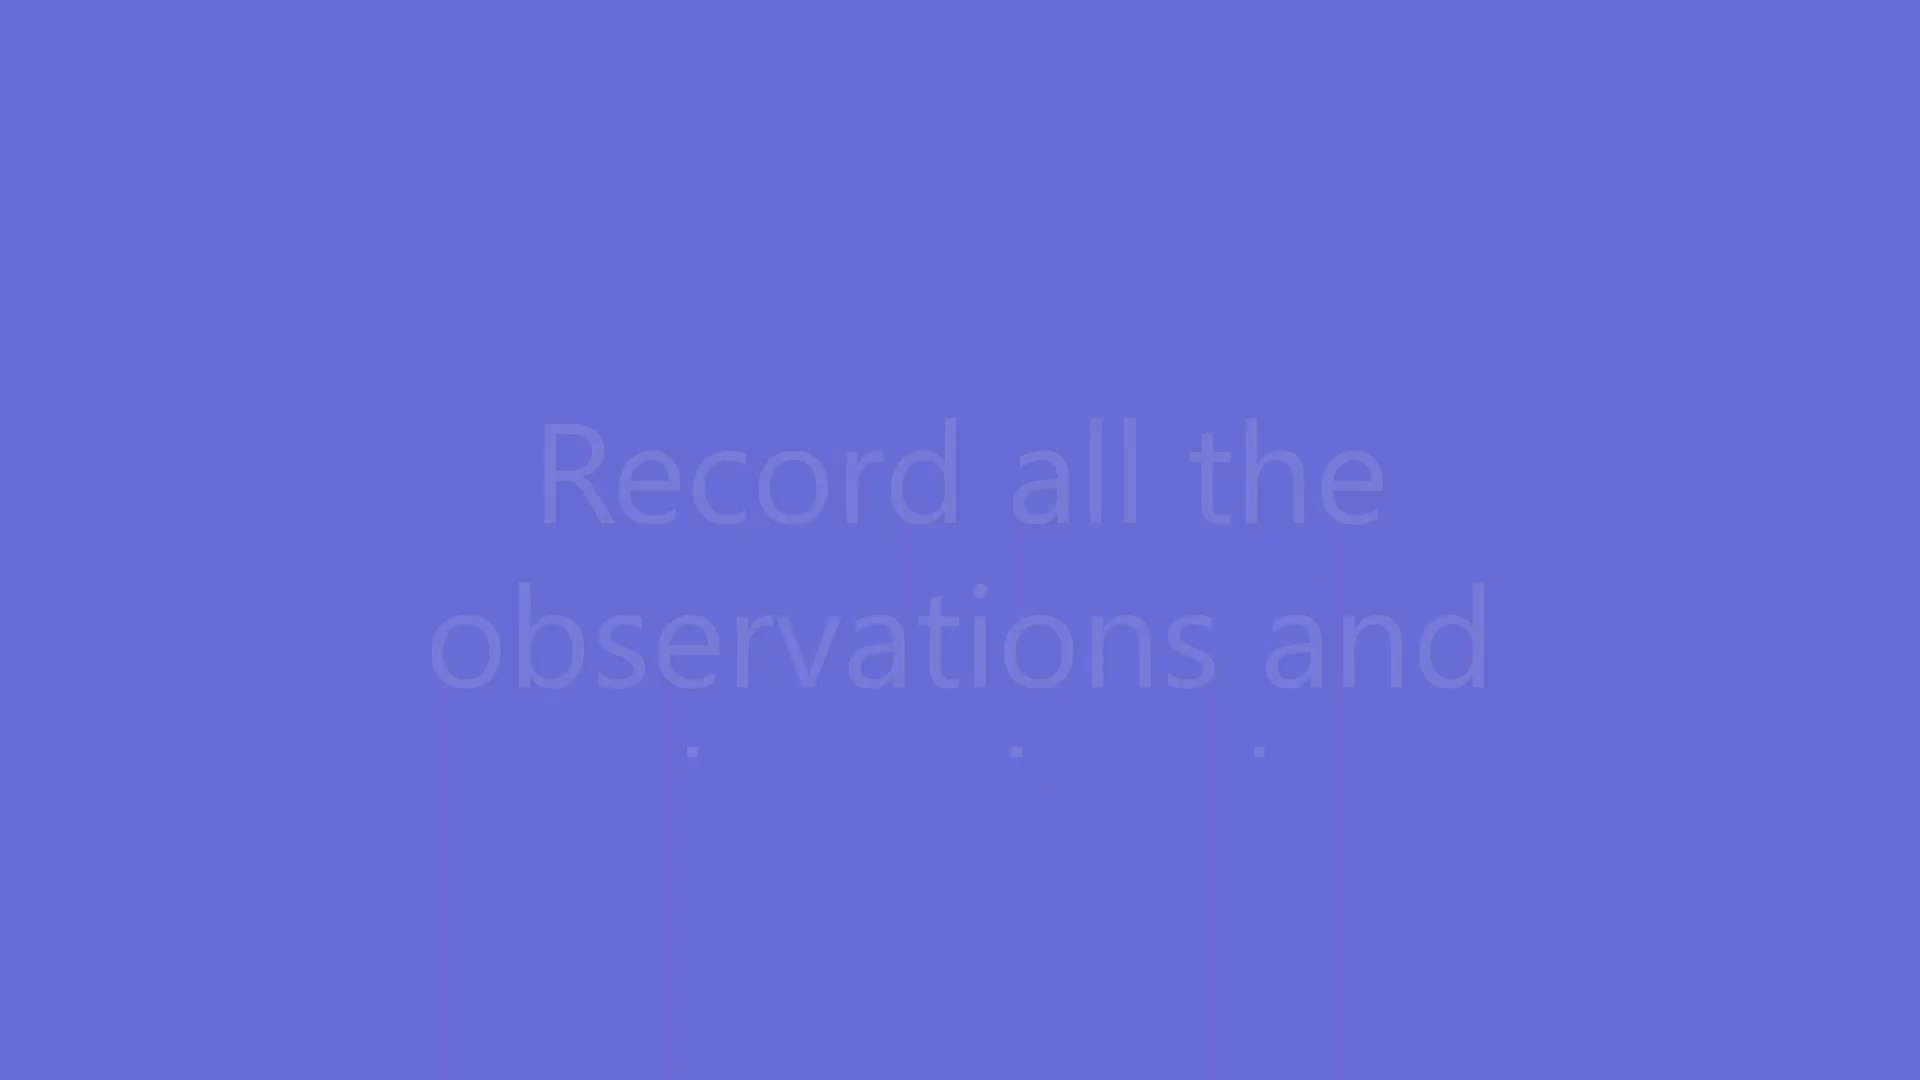 Record all the
observations and